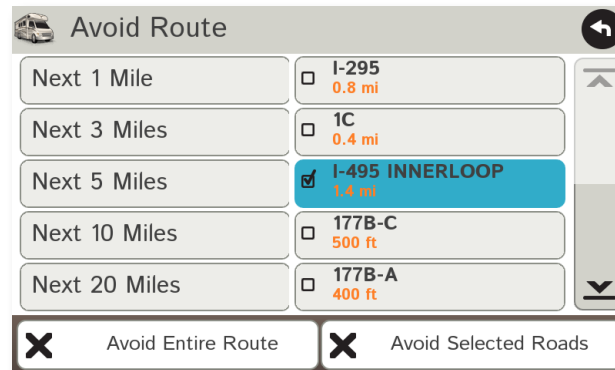 Avoid Route
Next 1 Mile
I-295
0.8 mi
Next 3 Miles
1C
0.4 mi
Next 5 Miles
I-495 INNERLOOP
1.4 mi
Next 10 Miles
177B-C
500 ft
Next 20 Miles
177B-A
400 ft
Avoid Entire Route
Avoid Selected Roads